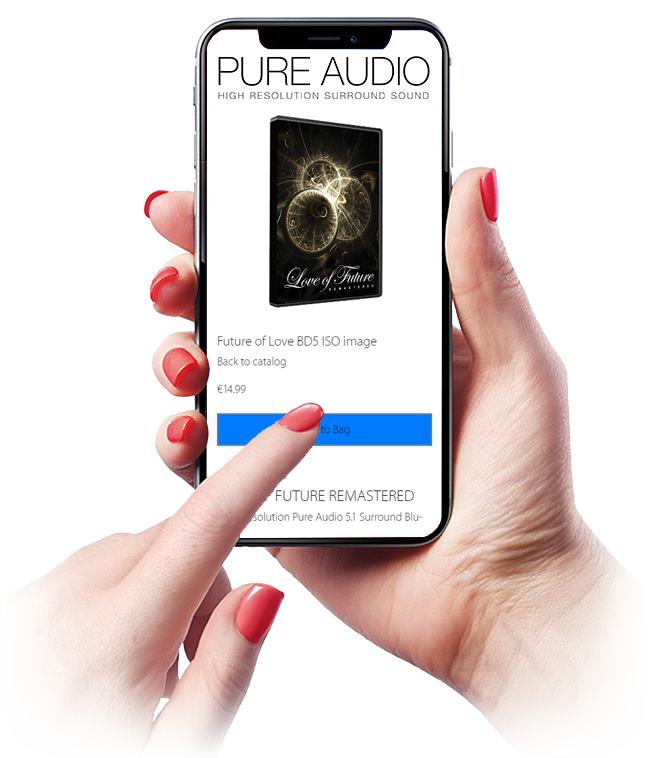 PURE AUDIO
HIGH RESOLUTION SURROUND SOUND
Love of Future
REMASTERED
Future of Love BD5 ISO image
Back to catalog
€14.99
to Bag
FUTURE REMASTERED
Pure Audio 5.1 Surround Blu-